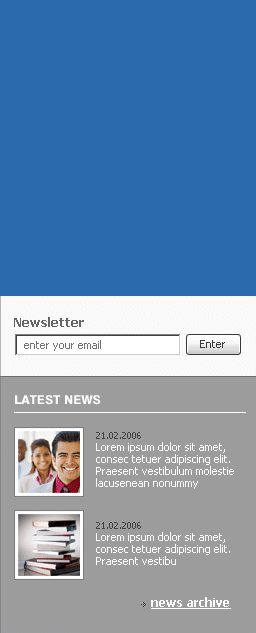 Newsletter
enter your email
Enter
LATEST NEWS
21.02.2006
Lorem ipsum dolor sit amet,
consec tetuer adipiscing elit.
Praesent vestibulum molestie
lacusenean nonummy
21.02.2006
Lorem ipsum dolor sit amet,
consec tetuer adipiscing elit.
Praesent vestibu
news archive